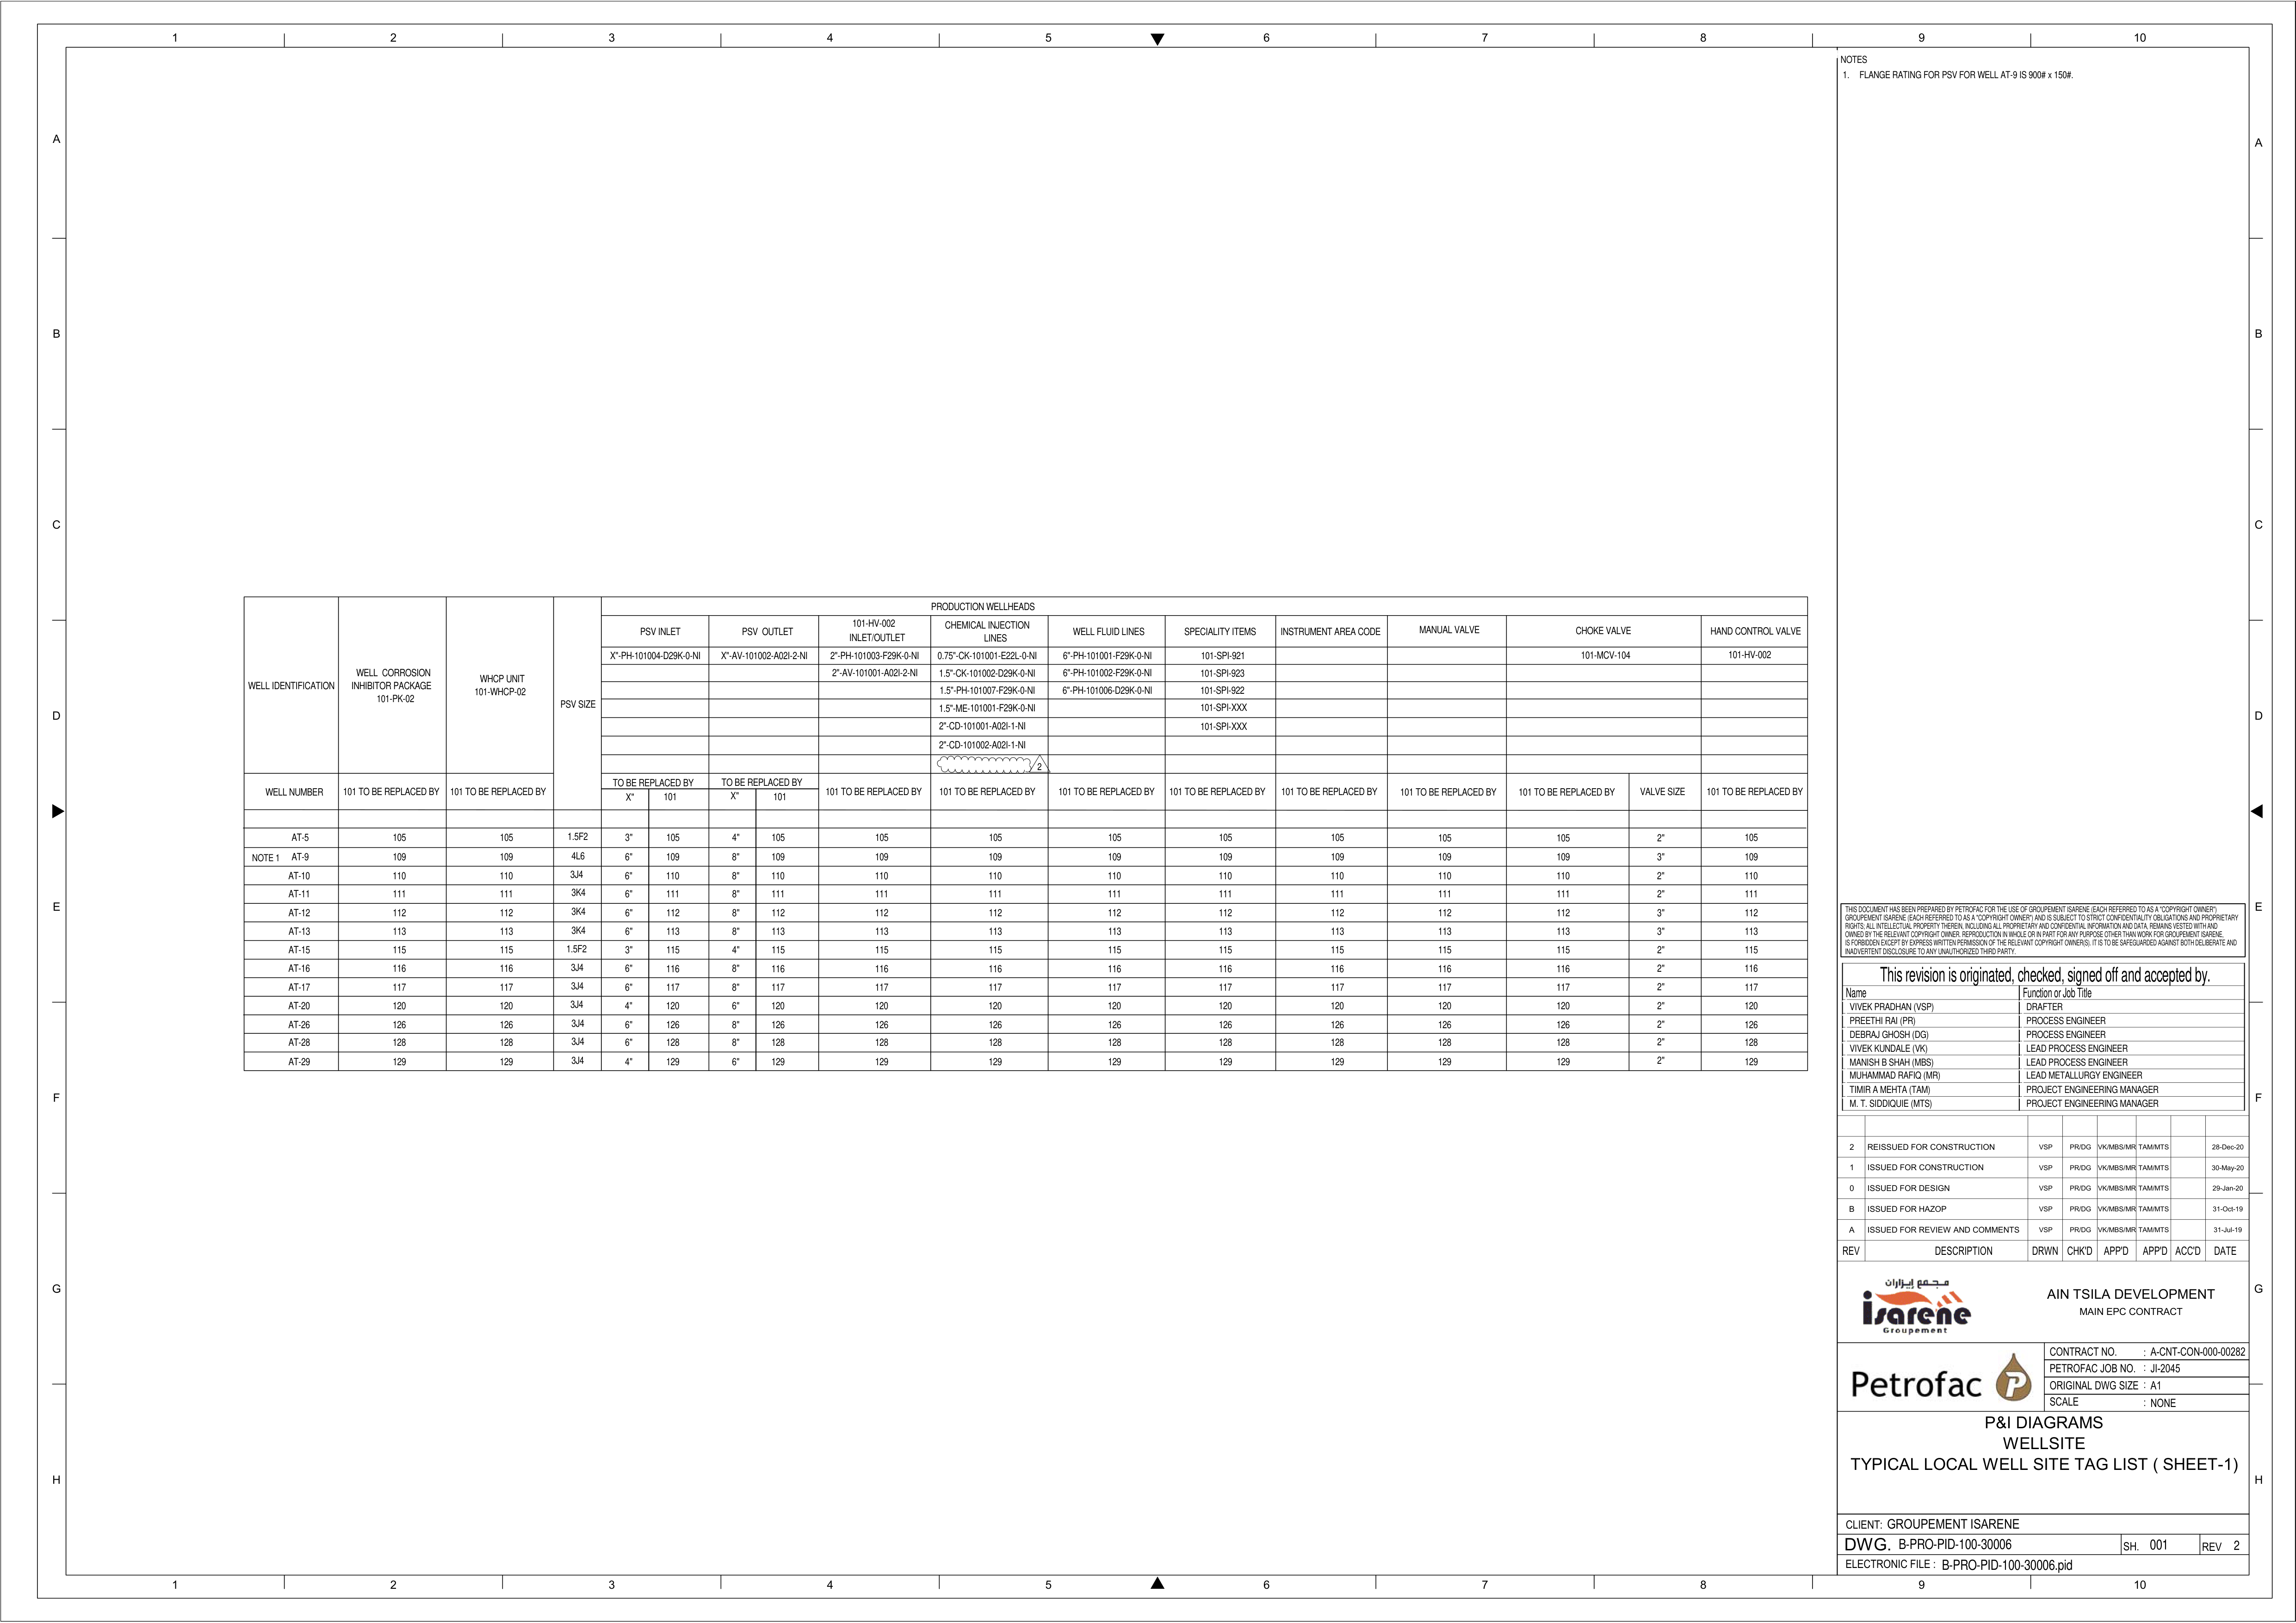 1 2 3 4 5 6 7 8 9 10
A A
B B
C C
D D
E E
F F
G G
H H
NOTES
1. FLANGE RATING FOR PSV FOR WELL AT-9 IS 900# x 150#.
PRODUCTION WELLHEADS
WELL IDENTIFICATION
WELL CORROSION
INHIBITOR PACKAGE
101-PK-02
WHCP UNIT
101-WHCP-02
PSV SIZE
PSV INLET
PSV OUTLET
101-HV-002
INLET/OUTLET
CHEMICAL INJECTION
LINES
WELL FLUID LINES
SPECIALITY ITEMS
INSTRUMENT AREA CODE
MANUAL VALVE
CHOKE VALVE
HAND CONTROL VALVE
X"-PH-101004-D29K-0-NI X"-AV-101002-A02I-2-NI 2"-PH-101003-F29K-0-NI 0.75"-CK-101001-E22L-0-NI 6"-PH-101001-F29K-0-NI 101-SPI-921 101-MCV-104 101-HV-002
2"-AV-101001-A02I-2-NI 1.5"-CK-101002-D29K-0-NI 6"-PH-101002-F29K-0-NI 101-SPI-923
1.5"-PH-101007-F29K-0-NI 6"-PH-101006-D29K-0-NI 101-SPI-922
1.5"-ME-101001-F29K-0-NI 101-SPI-XXX
2"-CD-101001-A02I-1-NI 101-SPI-XXX
2"-CD-101002-A02I-1-NI
2
WELL NUMBER 101 TO BE REPLACED BY 101 TO BE REPLACED BY TO BE REPLACED BY TO BE REPLACED BY 101 TO BE REPLACED BY 101 TO BE REPLACED BY 101 TO BE REPLACED BY 101 TO BE REPLACED BY 101 TO BE REPLACED BY 101 TO BE REPLACED BY 101 TO BE REPLACED BY VALVE SIZE 101 TO BE REPLACED BY
X" 101 X" 101
AT-5 105 105 1.5F2 3" 105 4" 105 105 105 105 105 105 105 105 2" 105
NOTE 1 AT-9 109 109 4L6 6" 109 8" 109 109 109 109 109 109 109 109 3" 109
AT-10 110 110 3J4 6" 110 8" 110 110 110 110 110 110 110 110 2" 110
AT-11 111 111 3K4 6" 111 8" 111 111 111 111 111 111 111 111 2" 111
AT-12 112 112 3K4 6" 112 8" 112 112 112 112 112 112 112 112 3" 112
AT-13 113 113 3K4 6" 113 8" 113 113 113 113 113 113 113 113 3" 113
AT-15 115 115 1.5F2 3" 115 4" 115 115 115 115 115 115 115 115 2" 115
AT-16 116 116 3J4 6" 116 8" 116 116 116 116 116 116 116 116 2" 116
AT-17 117 117 3J4 6" 117 8" 117 117 117 117 117 117 117 117 2" 117
AT-20 120 120 3J4 4" 120 6" 120 120 120 120 120 120 120 120 2" 120
AT-26 126 126 3J4 6" 126 8" 126 126 126 126 126 126 126 126 2" 126
AT-28 128 128 3J4 6" 128 8" 128 128 128 128 128 128 128 128 2" 128
AT-29 129 129 3J4 4" 129 6" 129 129 129 129 129 129 129 129 2" 129
THIS DOCUMENT HAS BEEN PREPARED BY PETROFAC FOR THE USE OF GROUPEMENT ISARENE (EACH REFERRED TO AS A "COPYRIGHT OWNER")
GROUPEMENT ISARENE (EACH REFERRED TO AS A "COPYRIGHT OWNER") AND IS SUBJECT TO STRICT CONFIDENTIALITY OBLIGATIONS AND PROPRIETARY
RIGHTS; ALL INTELLECTUAL PROPERTY THEREIN, INCLUDING ALL PROPRIETARY AND CONFIDENTIAL INFORMATION AND DATA, REMAINS VESTED WITH AND
OWNED BY THE RELEVANT COPYRIGHT OWNER. REPRODUCTION IN WHOLE OR IN PART FOR ANY PURPOSE OTHER THAN WORK FOR GROUPEMENT ISARENE,
IS FORBIDDEN EXCEPT BY EXPRESS WRITTEN PERMISSION OF THE RELEVANT COPYRIGHT OWNER(S). IT IS TO BE SAFEGUARDED AGAINST BOTH DELIBERATE AND
INADVERTENT DISCLOSURE TO ANY UNAUTHORIZED THIRD PARTY.
This revision is originated, checked, signed off and accepted by.
Name Function or Job Title
VIVEK PRADHAN (VSP) DRAFTER
PREETHI RAI (PR) PROCESS ENGINEER
DEBRAJ GHOSH (DG) PROCESS ENGINEER
VIVEK KUNDALE (VK) LEAD PROCESS ENGINEER
MANISH B SHAH (MBS) LEAD PROCESS ENGINEER
MUHAMMAD RAFIQ (MR) LEAD METALLURGY ENGINEER
TIMIR A MEHTA (TAM) PROJECT ENGINEERING MANAGER
M. T. SIDDIQUIE (MTS) PROJECT ENGINEERING MANAGER
2 REISSUED FOR CONSTRUCTION VSP PR/DG VK/MBS/MR TAM/MTS 28-Dec-20
1 ISSUED FOR CONSTRUCTION VSP PR/DG VK/MBS/MR TAM/MTS 30-May-20
0 ISSUED FOR DESIGN VSP PR/DG VK/MBS/MR TAM/MTS 29-Jan-20
B ISSUED FOR HAZOP VSP PR/DG VK/MBS/MR TAM/MTS 31-Oct-19
A ISSUED FOR REVIEW AND COMMENTS VSP PR/DG VK/MBS/MR TAM/MTS 31-Jul-19
REV DESCRIPTION DRWN CHK'D APP'D APP'D ACC'D DATE
مجمع إيزاران
isarene
Groupement
AIN TSILA DEVELOPMENT
MAIN EPC CONTRACT
Petrofac
CONTRACT NO. : A-CNT-CON-000-00282
PETROFAC JOB NO. : JI-2045
ORIGINAL DWG SIZE : A1
SCALE : NONE
P&I DIAGRAMS
WELLSITE
TYPICAL LOCAL WELL SITE TAG LIST ( SHEET-1)
CLIENT: GROUPEMENT ISARENE
DWG. B-PRO-PID-100-30006 SH. 001 REV 2
ELECTRONIC FILE : B-PRO-PID-100-30006.pid
1 2 3 4 5 6 7 8 9 10